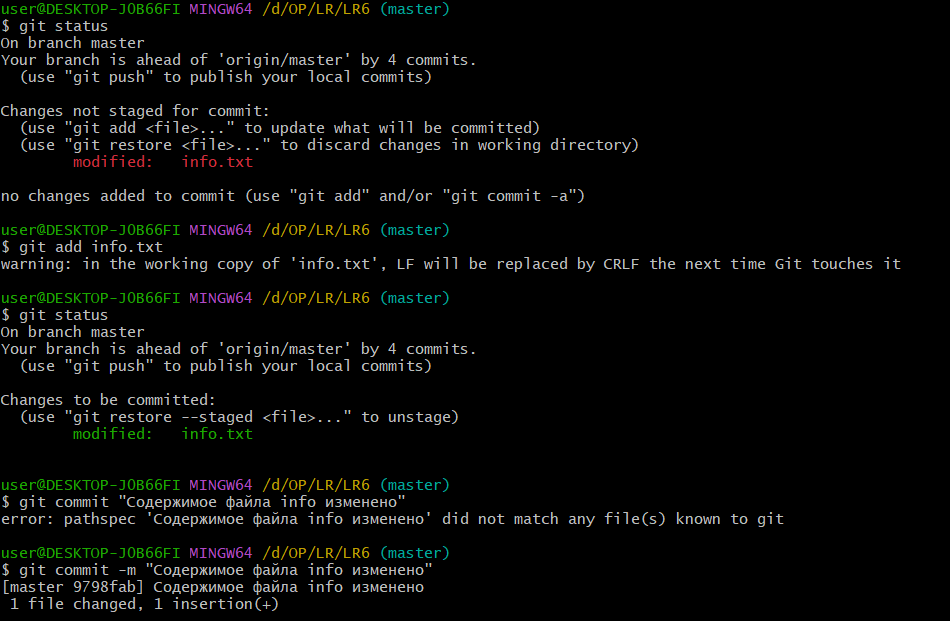 user@DESKTOP-J0B66FI MINGW64 /d/OP/LR/LR6 (master)
$ git status
On branch master
Your branch is ahead of 'origin/master' by 4 commits.
  (use "git push" to publish your local commits)

Changes not staged for commit:
  (use "git add <file>..." to update what will be committed)
  (use "git restore <file>..." to discard changes in working directory)
        modified:   info.txt

no changes added to commit (use "git add" and/or "git commit -a")

user@DESKTOP-J0B66FI MINGW64 /d/OP/LR/LR6 (master)
$ git add info.txt
warning: in the working copy of 'info.txt', LF will be replaced by CRLF the next time Git touches it

user@DESKTOP-J0B66FI MINGW64 /d/OP/LR/LR6 (master)
$ git status
On branch master
Your branch is ahead of 'origin/master' by 4 commits.
  (use "git push" to publish your local commits)

Changes to be committed:
  (use "git restore --staged <file>..." to unstage)
        modified:   info.txt


user@DESKTOP-J0B66FI MINGW64 /d/OP/LR/LR6 (master)
$ git commit "Содержимое файла info изменено"
error: pathspec 'Содержимое файла info изменено' did not match any file(s) known to git

user@DESKTOP-J0B66FI MINGW64 /d/OP/LR/LR6 (master)
$ git commit -m "Содержимое файла info изменено"
[master 9798fab] Содержимое файла info изменено
 1 file changed, 1 insertion(+)